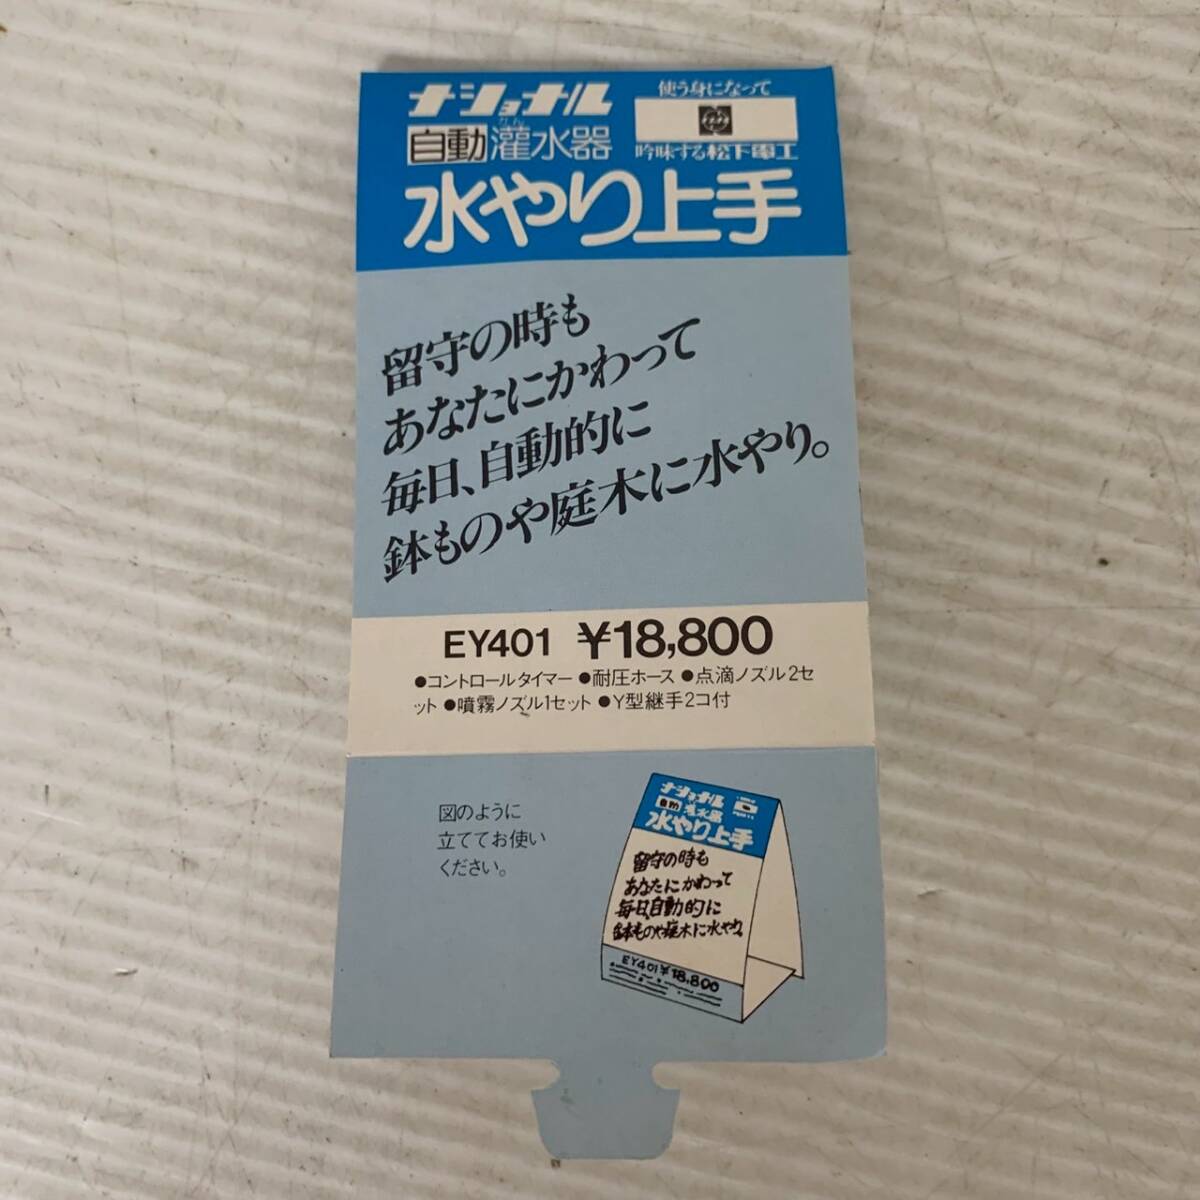 ナショナル
自動灌水器
かん
使う身になって
吟味する松下電工
水やり上手
留守の時も
あなたにかわって
毎日、自動的に
鉢ものや庭木に水やり。
EY401 ¥18,800
●コントロールタイマー ●耐圧ホース ●点滴ノズル2セ
ット ●噴霧ノズル1セット ●Y型継手2コ付
図のように
立ててお使い
ください。
ナショナル
自動灌水器
水やり上手
留守の時も
あなたにかわって
毎日、自動的に
鉢ものや庭木に水やり。
EY401 ¥18,800